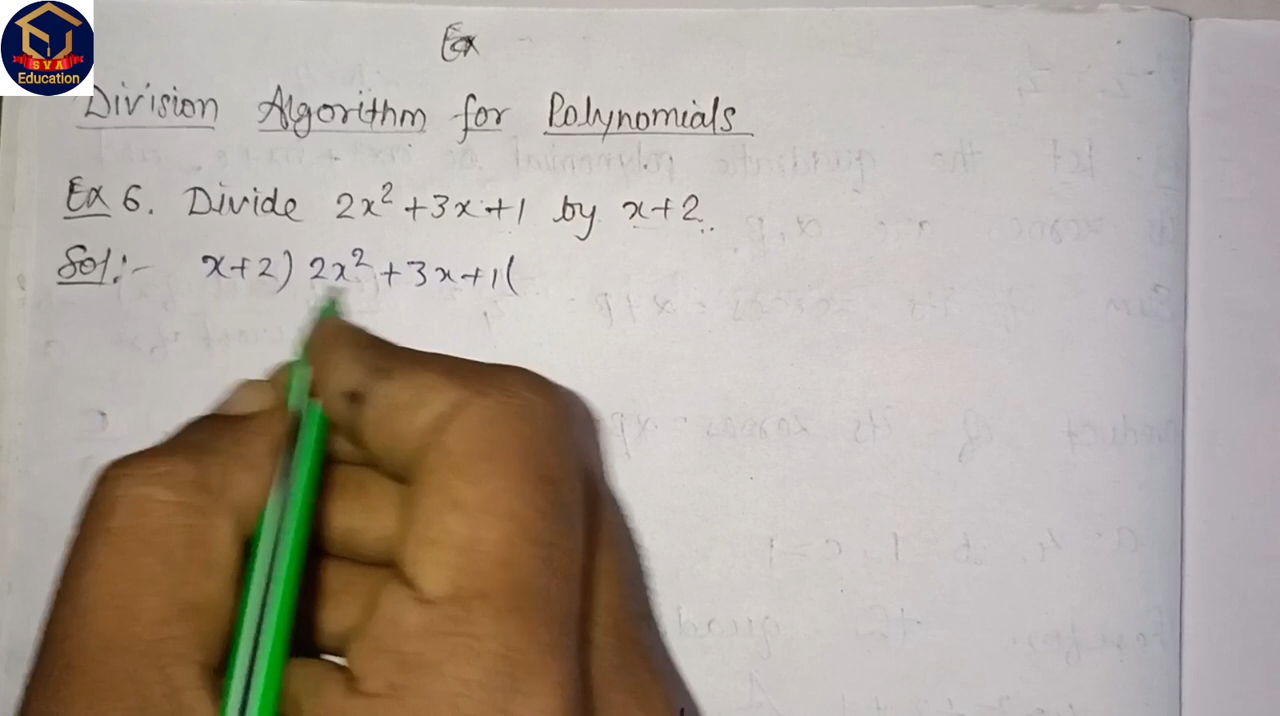 SVA
Education
Ex
Division Algorithm for Polynomials
Ex 6. Divide 2x² + 3x + 1 by x + 2.
Sol:- x+2) 2x² + 3x + 1(